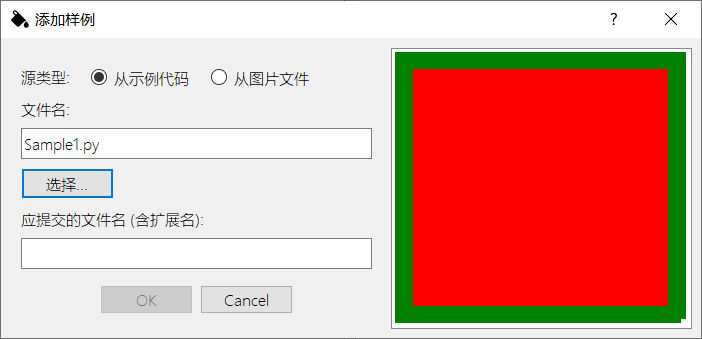 添加样例
源类型: 从示例代码 从图片文件
文件名:
Sample1.py
选择...
应提交的文件名 (含扩展名):
OK Cancel